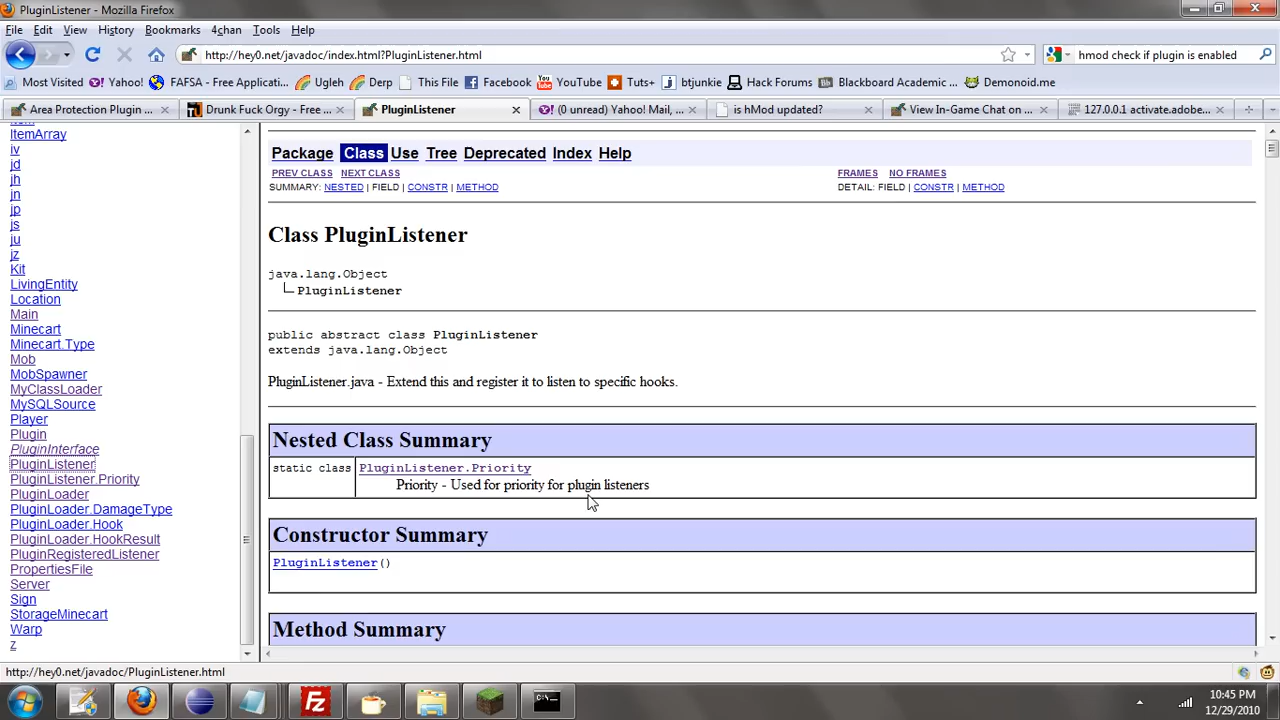 PluginListener - Mozilla Firefox
File Edit View History Bookmarks 4chan Tools Help
http://hey0.net/javadoc/index.html?PluginListener.html
hmod check if plugin is enabled
Most Visited Yahoo! FAFSA - Free Applicati... Ugleh Derp This File Facebook YouTube Tuts+ btjunkie Hack Forums Blackboard Academic ... Demonoid.me
Area Protection Plugin ... Drunk Fuck Orgy - Free ... PluginListener (0 unread) Yahoo! Mail, ... is hMod updated? View In-Game Chat on ... 127.0.0.1 activate.adobe...
ItemArray
iv
jd
jh
jn
jp
js
ju
jz
Kit
LivingEntity
Location
Main
Minecart
Minecart.Type
Mob
MobSpawner
MyClassLoader
MySQLSource
Player
Plugin
PluginInterface
PluginListener
PluginListener.Priority
PluginLoader
PluginLoader.DamageType
PluginLoader.Hook
PluginLoader.HookResult
PluginRegisteredListener
PropertiesFile
Server
Sign
StorageMinecart
Warp
z
Package Class Use Tree Deprecated Index Help
PREV CLASS NEXT CLASS FRAMES NO FRAMES
SUMMARY: NESTED | FIELD | CONSTR | METHOD DETAIL: FIELD | CONSTR | METHOD
Class PluginListener
java.lang.Object
PluginListener
public abstract class PluginListener
extends java.lang.Object
PluginListener.java - Extend this and register it to listen to specific hooks.
Nested Class Summary
static class PluginListener.Priority
Priority - Used for priority for plugin listeners
Constructor Summary
PluginListener()
Method Summary
http://hey0.net/javadoc/PluginListener.html
10:45 PM
12/29/2010